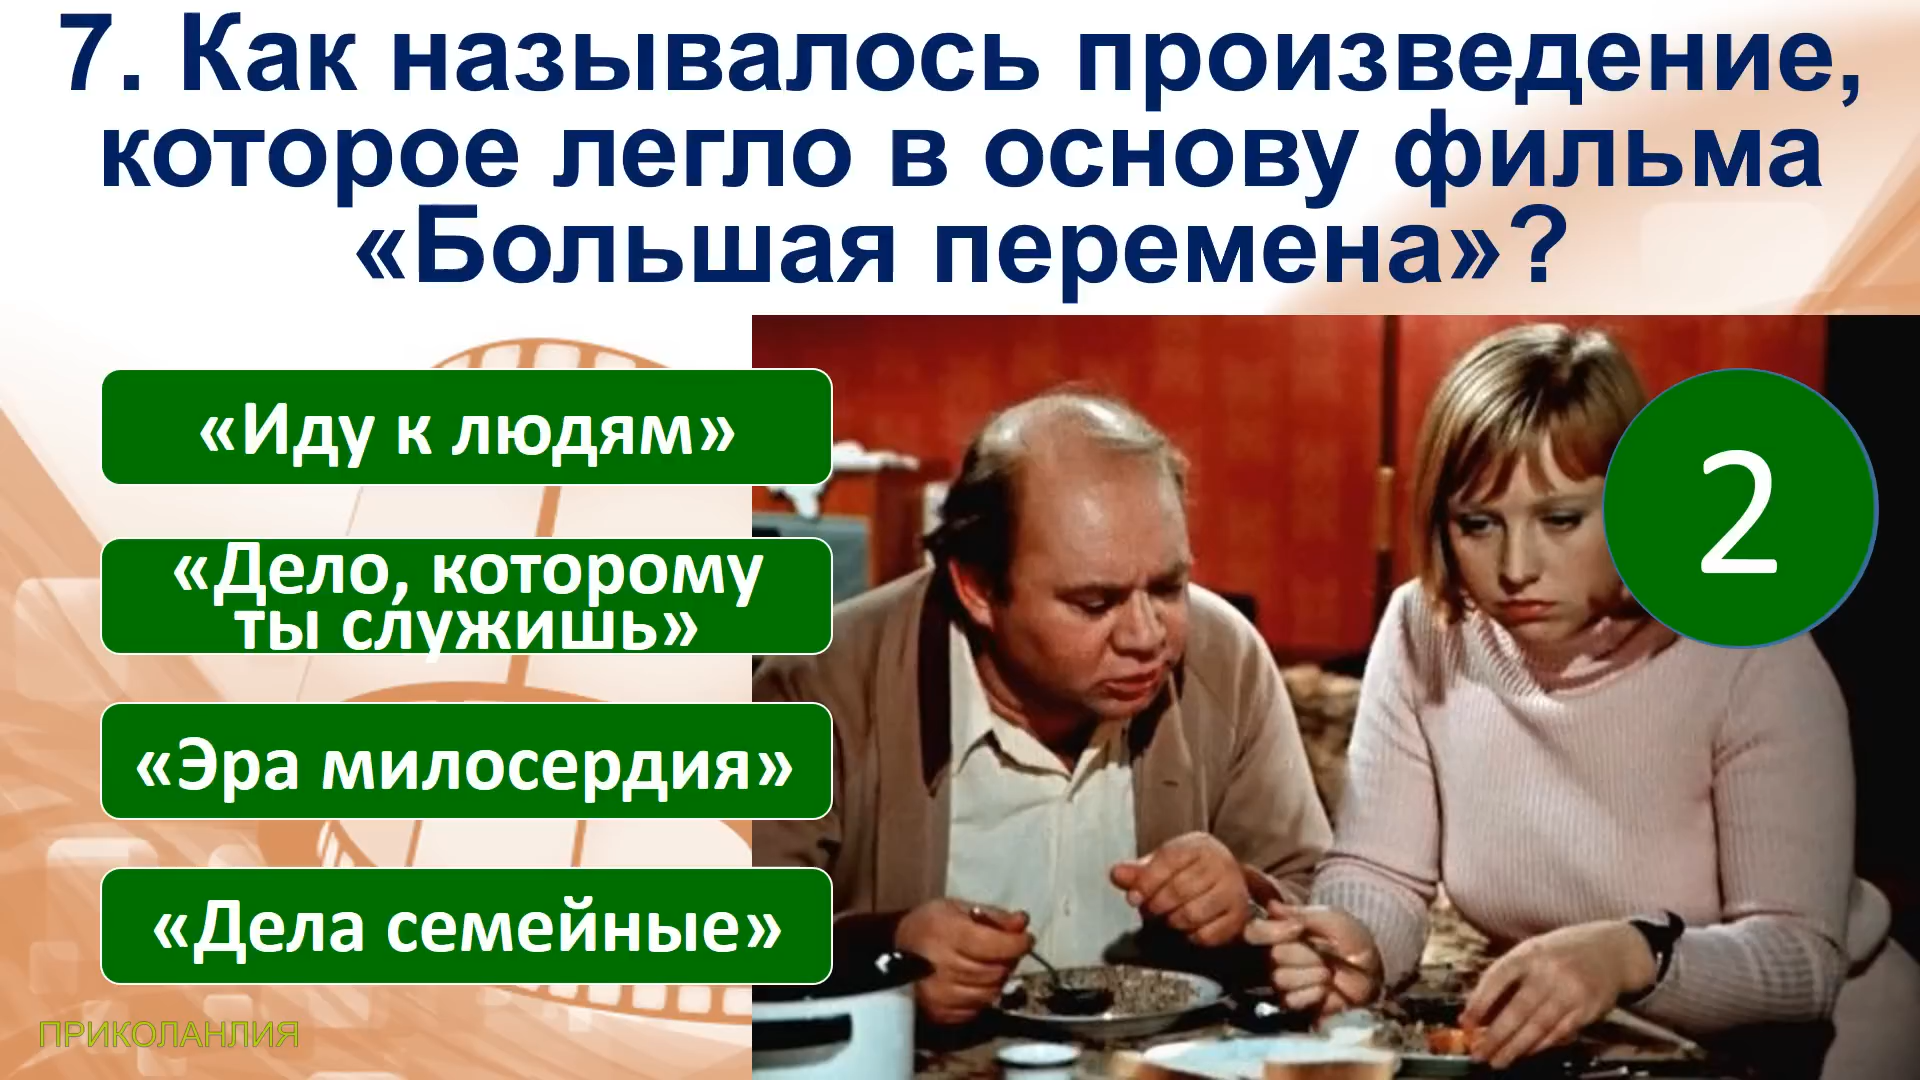 7. Как называлось произведение,
которое легло в основу фильма
«Большая перемена»?
«Иду к людям»
2
«Дело, которому
ты служишь»
«Эра милосердия»
«Дела семейные»
ПРИКОЛАНЛИЯ